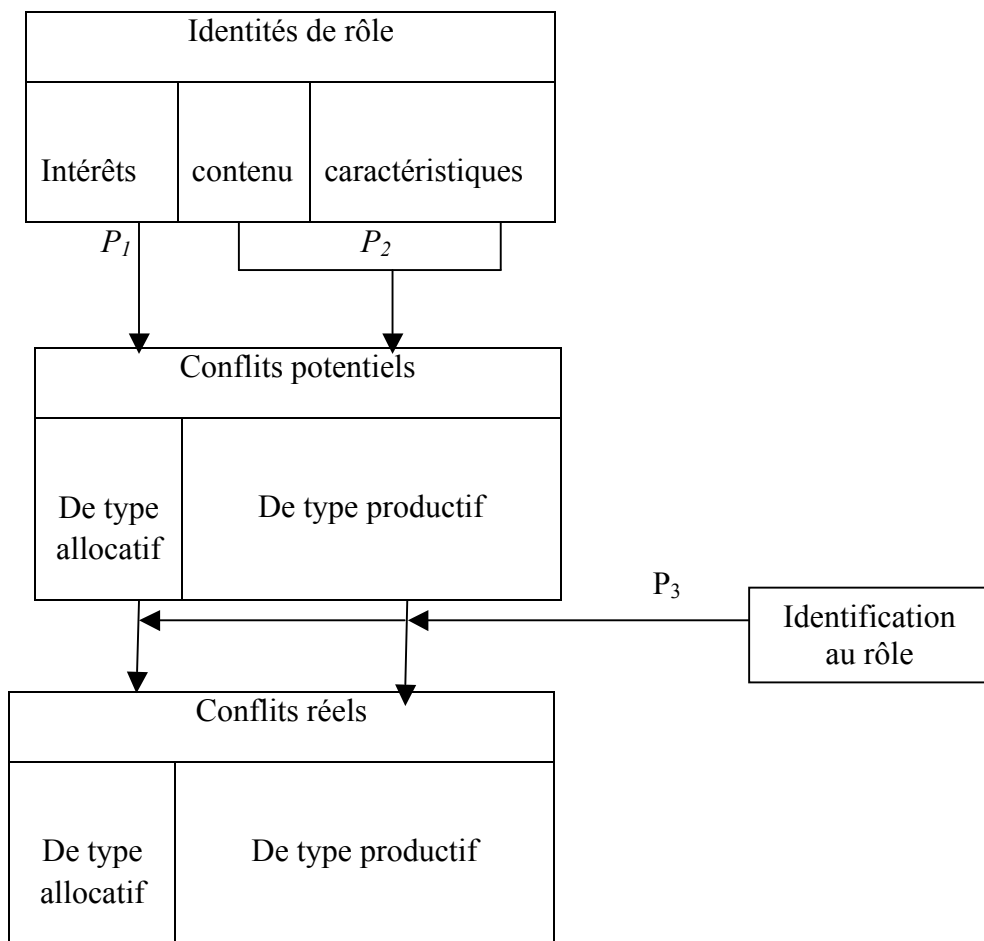 Identités de rôle
Intérêts contenu caractéristiques
P1 P2
Conflits potentiels
De type
allocatif
De type productif
P3
Identification
au rôle
Conflits réels
De type
allocatif
De type productif